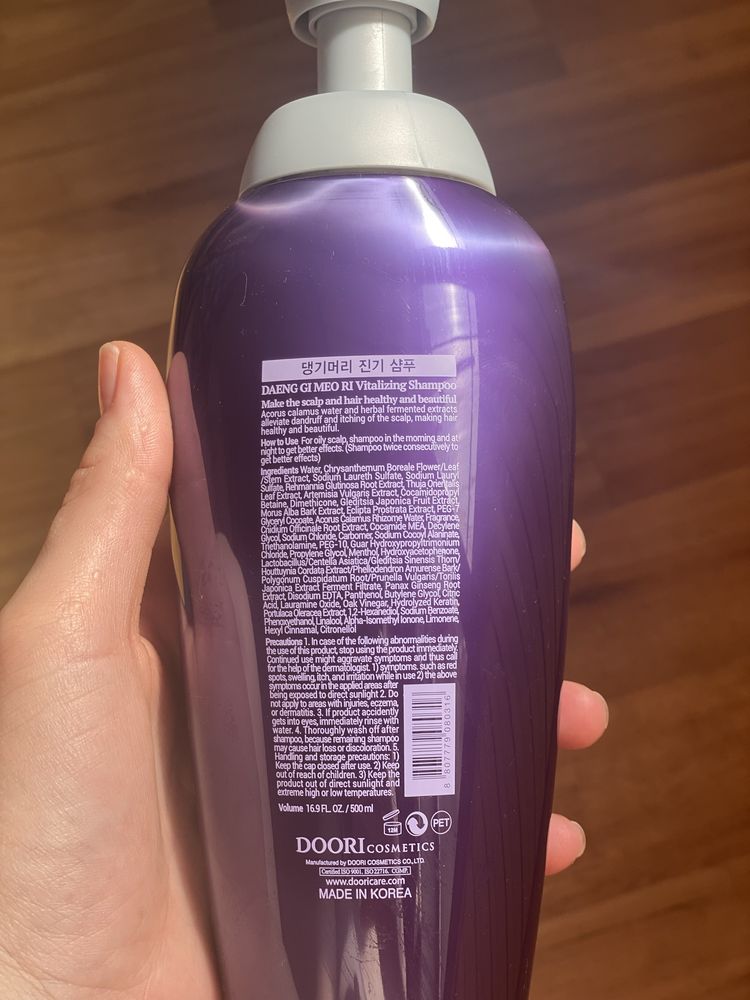 댕기머리 진기 샴푸
DAENG GI MEO RI Vitalizing Shampoo
Make the scalp and hair healthy and beautiful
Acorus calamus water and herbal fermented extracts
alleviate dandruff and itching of the scalp, making hair
healthy and beautiful.
How to Use For oily scalp, shampoo in the morning and at
night to get better effects. (Shampoo twice consecutively to
get better effects)
Ingredients Water, Chrysanthemum Boreale Flower/Leaf
/Stem Extract, Sodium Laureth Sulfate, Sodium Lauryl
Sulfate, Rehmannia Glutinosa Root Extract, Thuja Orientalis
Leaf Extract, Artemisia Vulgaris Extract, Cocamidopropyl
Betaine, Dimethicone, Gleditsia Japonica Fruit Extract,
Morus Alba Bark Extract, Eclipta Prostrata Extract, PEG-7
Glyceryl Cocoate, Acorus Calamus Rhizome Water, Fragrance,
Cnidium Officinale Root Extract, Cocamide MEA, Decylene
Glycol, Sodium Chloride, Carbomer, Sodium Cocoyl Alaninate,
Triethanolamine, PEG-10, Guar Hydroxypropyltrimonium
Chloride, Propylene Glycol, Menthol, Hydroxyacetophenone,
Lactobacillus/Centella Asiatica/Gleditsia Sinensis Thorn/
Houttuynia Cordata Extract/Phellodendron Amurense Bark/
Polygonum Cuspidatum Root/Prunella Vulgaris/Torilis
Japonica Extract Ferment Filtrate, Panax Ginseng Root
Extract, Disodium EDTA, Panthenol, Butylene Glycol, Citric
Acid, Lauramine Oxide, Oak Vinegar, Hydrolyzed Keratin,
Portulaca Oleracea Extract, 1,2-Hexanediol, Sodium Benzoate,
Phenoxyethanol, Linalool, Alpha-Isomethyl Ionone, Limonene,
Hexyl Cinnamal, Citronellol
Precautions 1. In case of the following abnormalities during
the use of this product, stop using the product immediately.
Continued use might aggravate symptoms and thus call
for the help of the dermatologist. 1) symptoms, such as red
spots, swelling, itch, and irritation while in use 2) the above
symptoms occur in the applied areas after
being exposed to direct sunlight 2. Do
not apply to areas with injuries, eczema,
or dermatitis. 3. If product accidently
gets into eyes, immediately rinse with
water. 4. Thoroughly wash off after
shampoo, because remaining shampoo
may cause hair loss or discoloration. 5.
Handling and storage precautions: 1)
Keep the cap closed after use. 2) Keep
out of reach of children. 3) Keep the
product out of direct sunlight and
extreme high or low temperatures.
8 807779 080316
Volume 16.9 FL. OZ. / 500 ml
12M
PET
DOORI COSMETICS
Manufactured by DOORI COSMETICS CO., LTD.
Certified ISO 9001, ISO 22716, CGMP.
www.dooricare.com
MADE IN KOREA